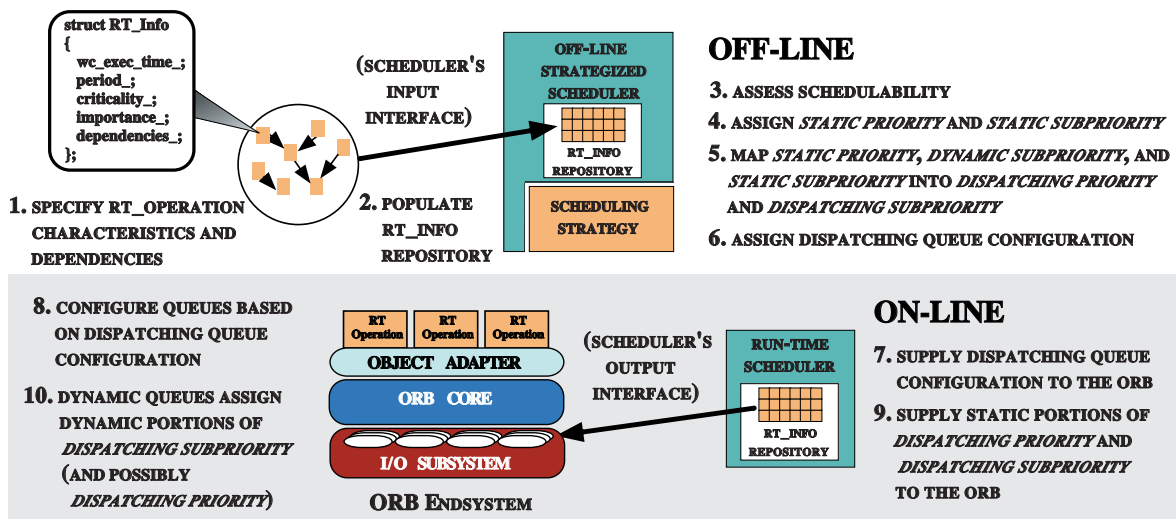 struct RT_Info
{
wc_exec_time_;
period_;
criticality_;
importance_;
dependencies_;
};
1. SPECIFY RT_OPERATION
CHARACTERISTICS AND
DEPENDENCIES
(SCHEDULER'S
INPUT
INTERFACE)
2. POPULATE
RT_INFO
REPOSITORY
OFF-LINE
STRATEGIZED
SCHEDULER
RT_INFO
REPOSITORY
SCHEDULING
STRATEGY
OFF-LINE
3. ASSESS SCHEDULABILITY
4. ASSIGN STATIC PRIORITY AND STATIC SUBPRIORITY
5. MAP STATIC PRIORITY, DYNAMIC SUBPRIORITY, AND
STATIC SUBPRIORITY INTO DISPATCHING PRIORITY
AND DISPATCHING SUBPRIORITY
6. ASSIGN DISPATCHING QUEUE CONFIGURATION
8. CONFIGURE QUEUES BASED
ON DISPATCHING QUEUE
CONFIGURATION
10. DYNAMIC QUEUES ASSIGN
DYNAMIC PORTIONS OF
DISPATCHING SUBPRIORITY
(AND POSSIBLY
DISPATCHING PRIORITY)
RT
Operation
RT
Operation
RT
Operation
OBJECT ADAPTER
ORB CORE
I/O SUBSYSTEM
ORB ENDSYSTEM
(SCHEDULER'S
OUTPUT
INTERFACE)
RUN-TIME
SCHEDULER
RT_INFO
REPOSITORY
ON-LINE
7. SUPPLY DISPATCHING QUEUE
CONFIGURATION TO THE ORB
9. SUPPLY STATIC PORTIONS OF
DISPATCHING PRIORITY AND
DISPATCHING SUBPRIORITY
TO THE ORB